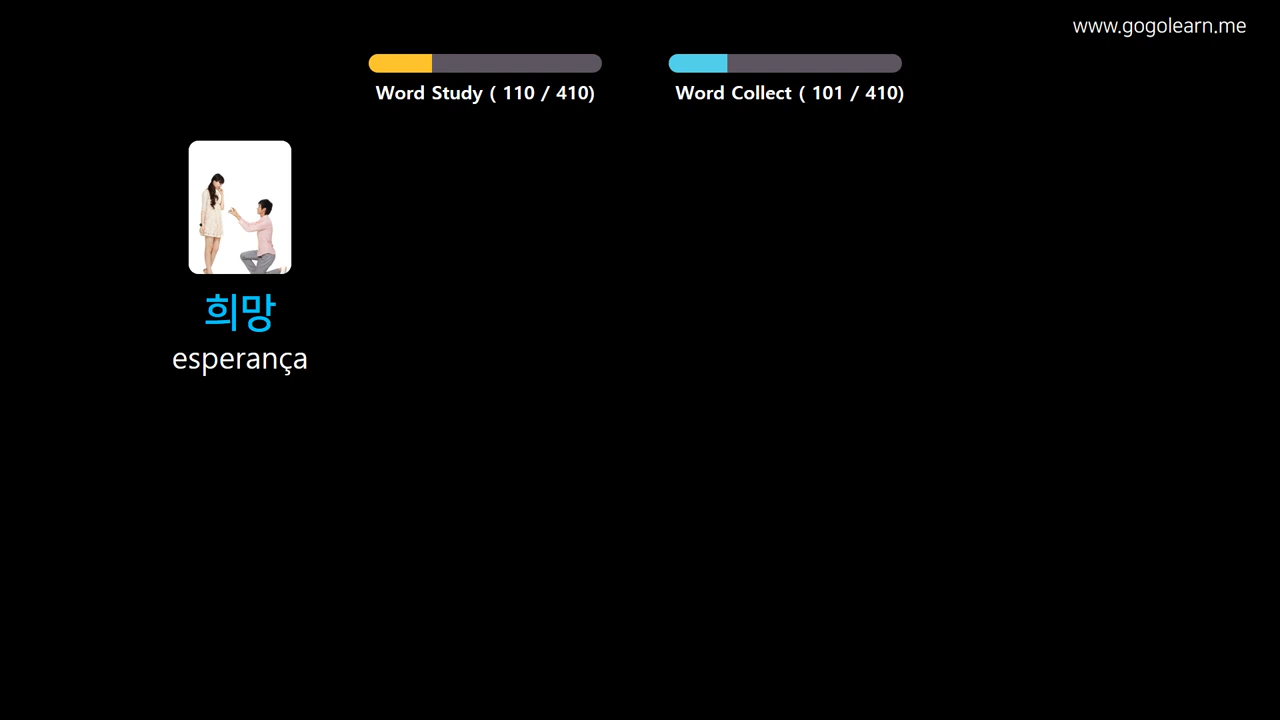 www.gogolearn.me
Word Study ( 110 / 410)
Word Collect ( 101 / 410)
희망
esperança